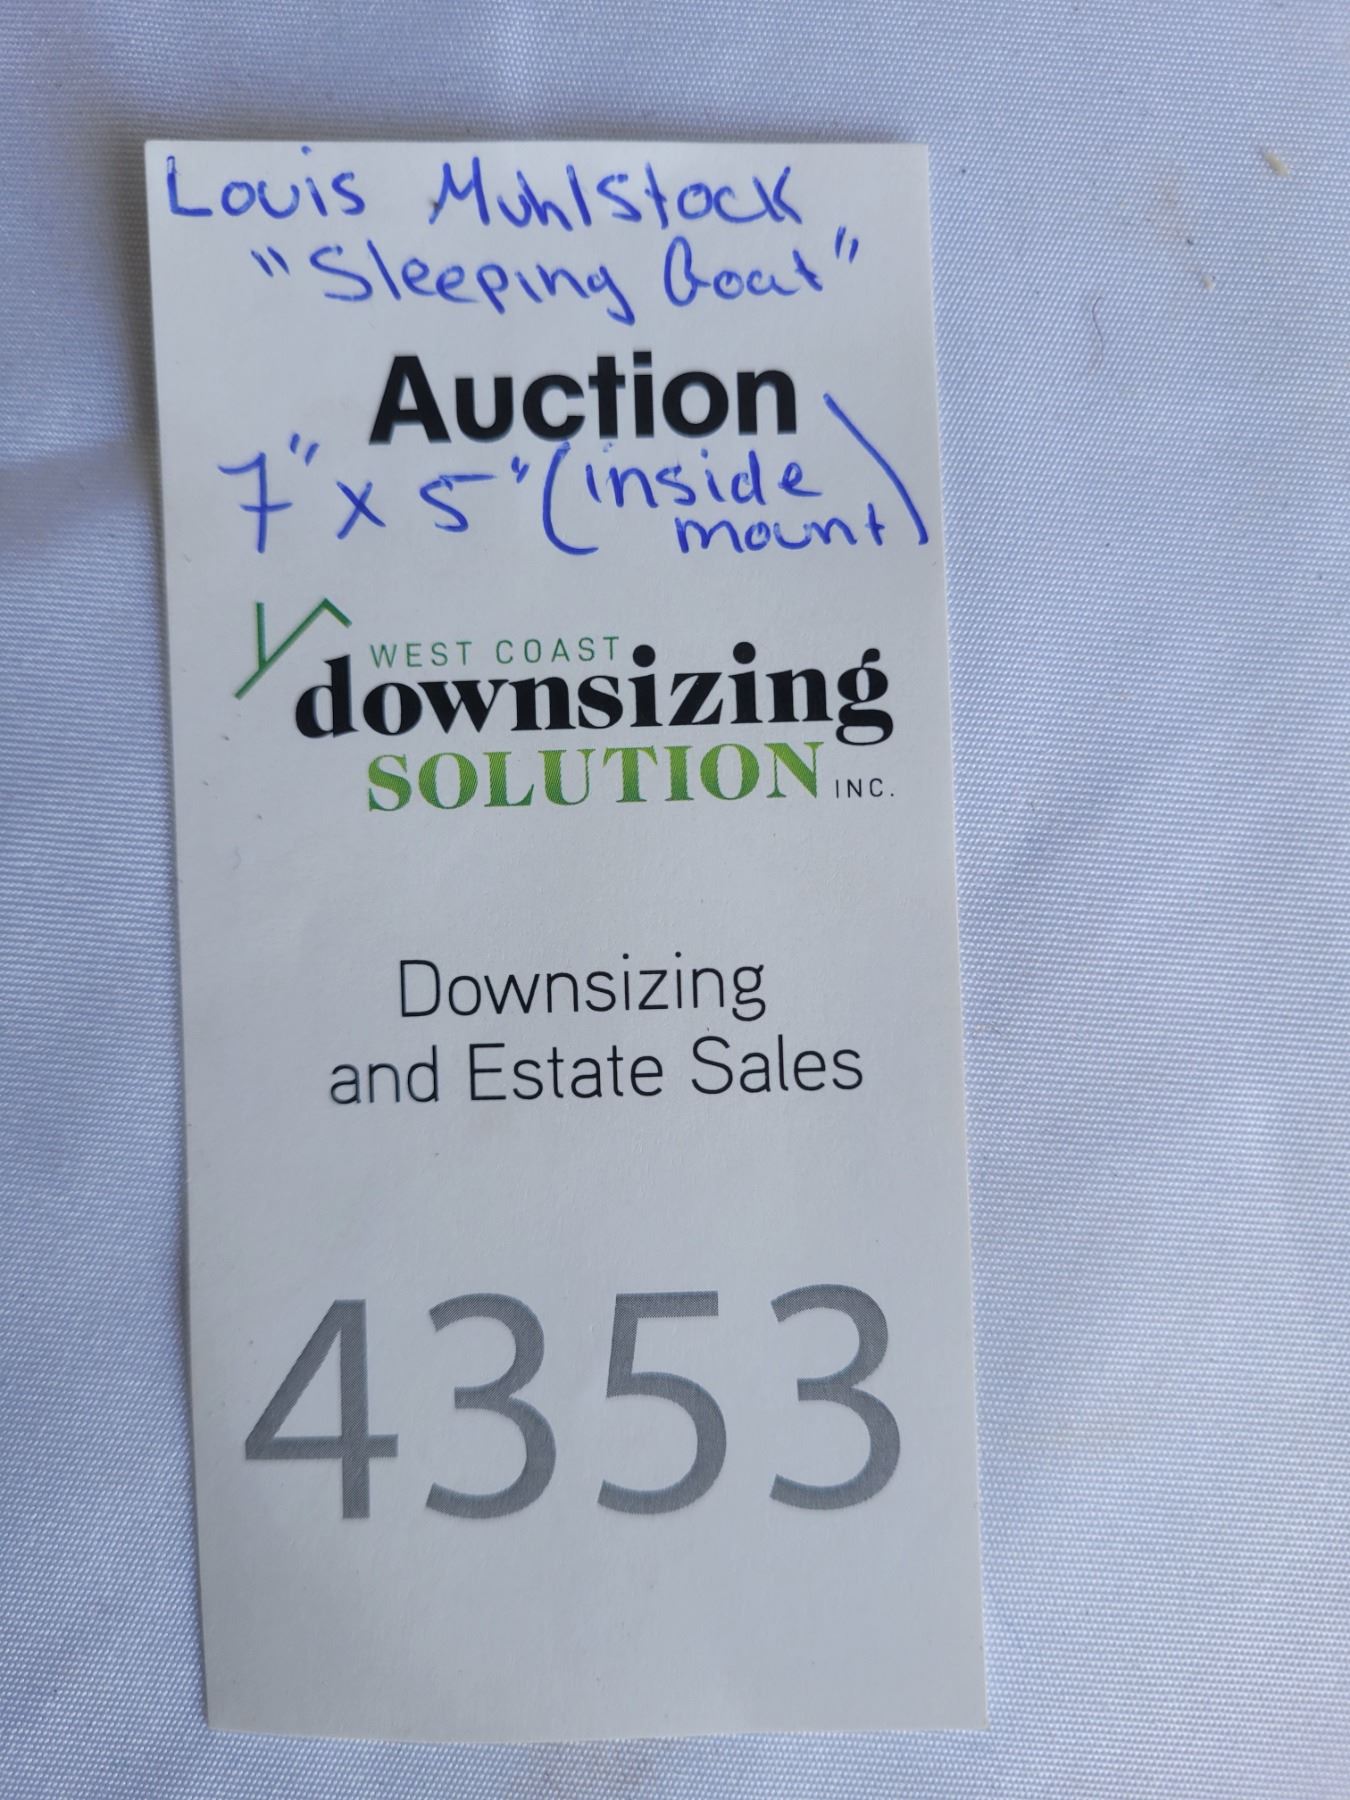 Louis Muhlstock
"Sleeping Goat"
Auction
7" x 5" (inside
mount)
WEST COAST
downsizing
SOLUTION INC.
Downsizing
and Estate Sales
4353